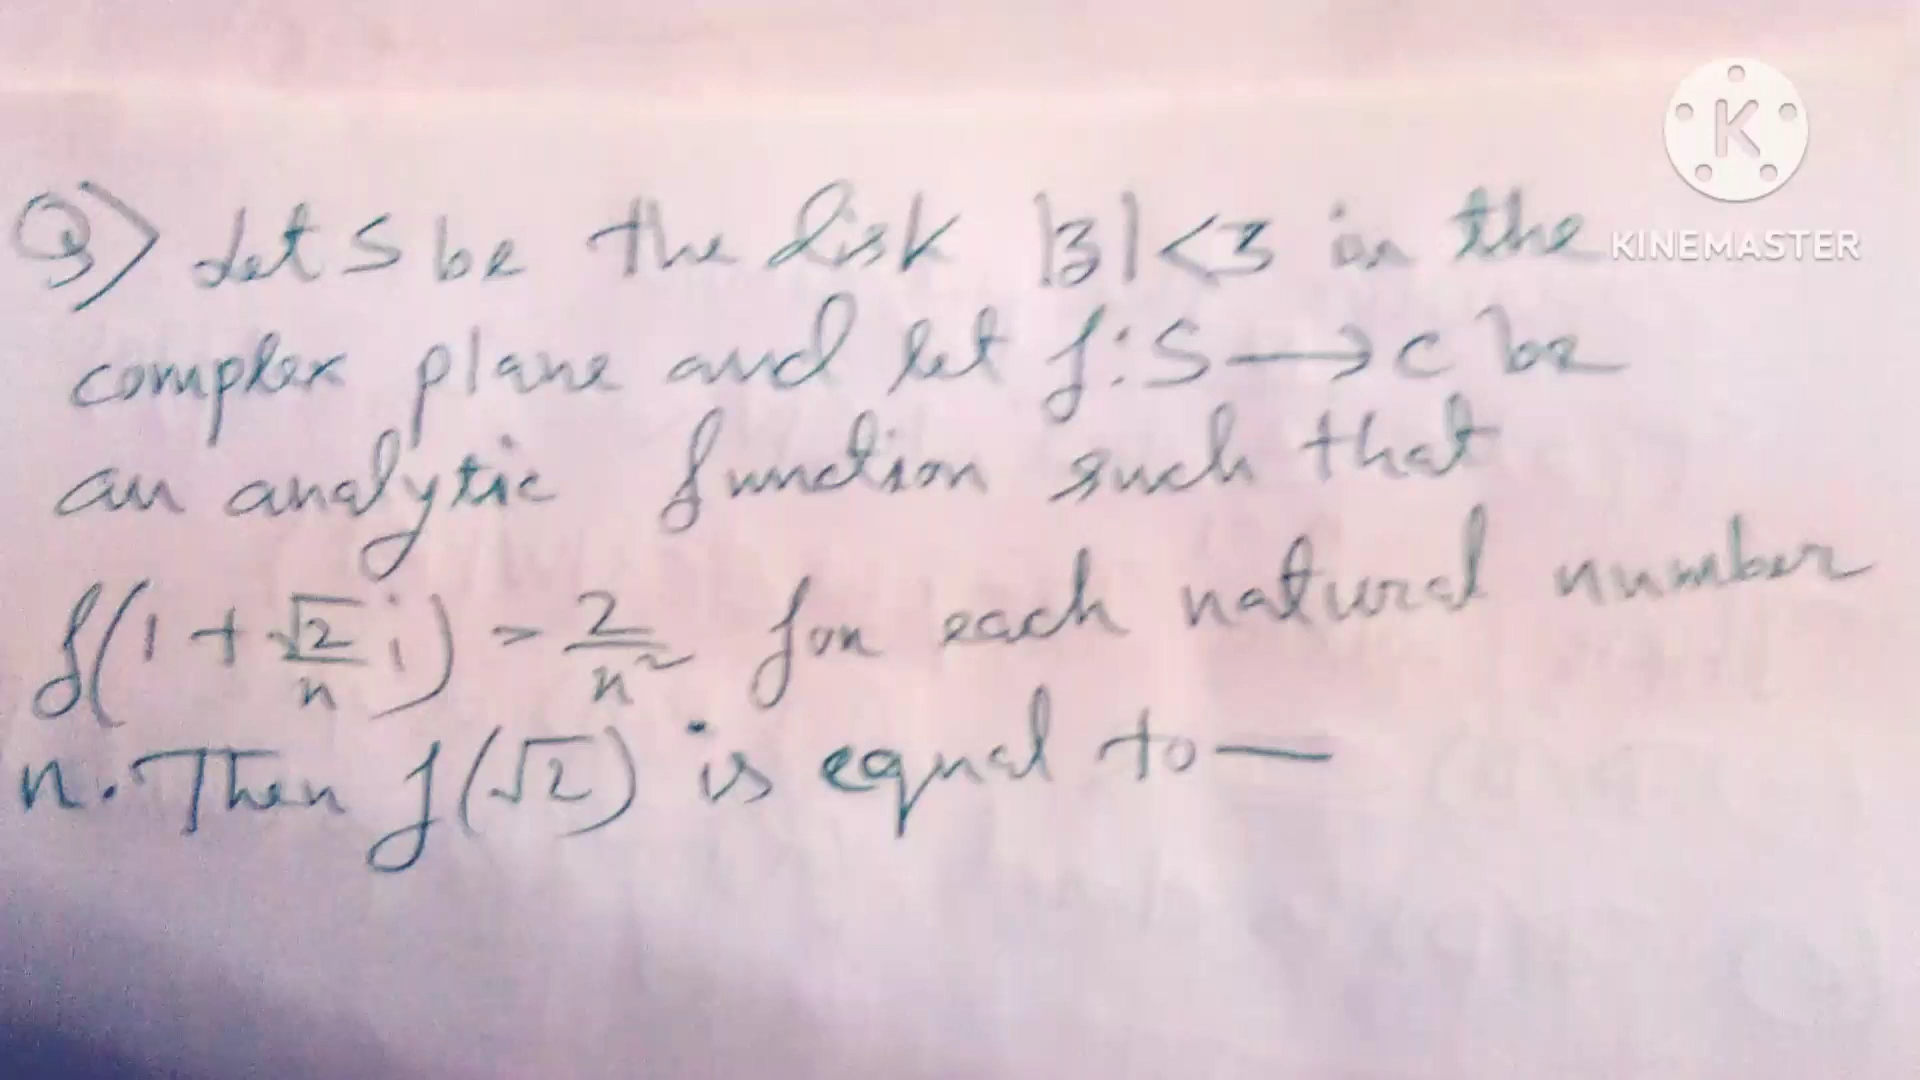 Q) Let S be the disk |z|<3 in the
complex plane and let f:S→C be
an analytic function such that
f(1+√2/n i) = 2/n² for each natural number
n. Then f(√2) is equal to —
K
KINEMASTER